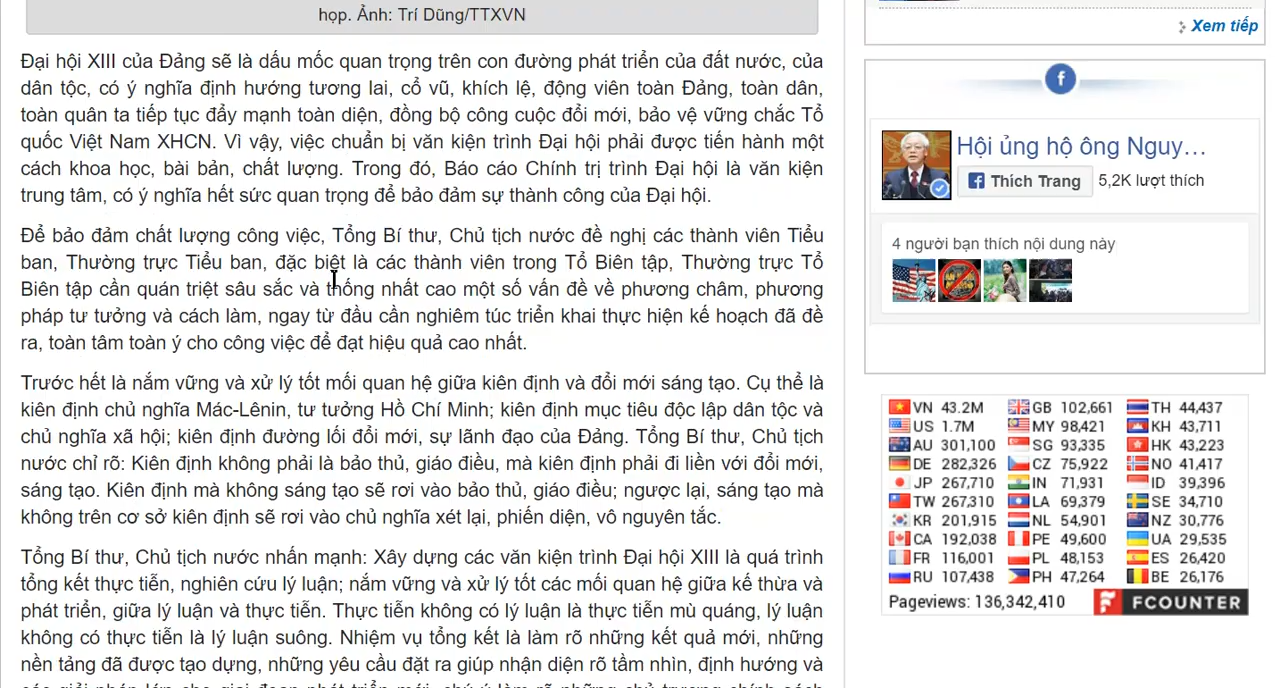 họp. Ảnh: Trí Dũng/TTXVN
Đại hội XIII của Đảng sẽ là dấu mốc quan trọng trên con đường phát triển của đất nước, của
dân tộc, có ý nghĩa định hướng tương lai, cổ vũ, khích lệ, động viên toàn Đảng, toàn dân,
toàn quân ta tiếp tục đẩy mạnh toàn diện, đồng bộ công cuộc đổi mới, bảo vệ vững chắc Tổ
quốc Việt Nam XHCN. Vì vậy, việc chuẩn bị văn kiện trình Đại hội phải được tiến hành một
cách khoa học, bài bản, chất lượng. Trong đó, Báo cáo Chính trị trình Đại hội là văn kiện
trung tâm, có ý nghĩa hết sức quan trọng để bảo đảm sự thành công của Đại hội.
Để bảo đảm chất lượng công việc, Tổng Bí thư, Chủ tịch nước đề nghị các thành viên Tiểu
ban, Thường trực Tiểu ban, đặc biệt là các thành viên trong Tổ Biên tập, Thường trực Tổ
Biên tập cần quán triệt sâu sắc và thống nhất cao một số vấn đề về phương châm, phương
pháp tư tưởng và cách làm, ngay từ đầu cần nghiêm túc triển khai thực hiện kế hoạch đã đề
ra, toàn tâm toàn ý cho công việc để đạt hiệu quả cao nhất.
Trước hết là nắm vững và xử lý tốt mối quan hệ giữa kiên định và đổi mới sáng tạo. Cụ thể là
kiên định chủ nghĩa Mác-Lênin, tư tưởng Hồ Chí Minh; kiên định mục tiêu độc lập dân tộc và
chủ nghĩa xã hội; kiên định đường lối đổi mới, sự lãnh đạo của Đảng. Tổng Bí thư, Chủ tịch
nước chỉ rõ: Kiên định không phải là bảo thủ, giáo điều, mà kiên định phải đi liền với đổi mới,
sáng tạo. Kiên định mà không sáng tạo sẽ rơi vào bảo thủ, giáo điều; ngược lại, sáng tạo mà
không trên cơ sở kiên định sẽ rơi vào chủ nghĩa xét lại, phiến diện, vô nguyên tắc.
Tổng Bí thư, Chủ tịch nước nhấn mạnh: Xây dựng các văn kiện trình Đại hội XIII là quá trình
tổng kết thực tiễn, nghiên cứu lý luận; nắm vững và xử lý tốt các mối quan hệ giữa kế thừa và
phát triển, giữa lý luận và thực tiễn. Thực tiễn không có lý luận là thực tiễn mù quáng, lý luận
không có thực tiễn là lý luận suông. Nhiệm vụ tổng kết là làm rõ những kết quả mới, những
nền tảng đã được tạo dựng, những yêu cầu đặt ra giúp nhận diện rõ tầm nhìn, định hướng và
Xem tiếp
f
Hội ủng hộ ông Nguy...
Thích Trang 5,2K lượt thích
4 người bạn thích nội dung này
VN 43.2M GB 102,661 TH 44,437
US 1.7M MY 98,421 KH 43,711
AU 301,100 SG 93,335 HK 43,223
DE 282,326 CZ 75,922 NO 41,417
JP 267,710 IN 71,931 ID 39,396
TW 267,310 LA 69,379 SE 34,710
KR 201,915 NL 54,901 NZ 30,776
CA 192,038 PE 49,600 UA 29,535
FR 116,001 PL 48,153 ES 26,420
RU 107,438 PH 47,264 BE 26,176
Pageviews: 136,342,410 FCOUNTER